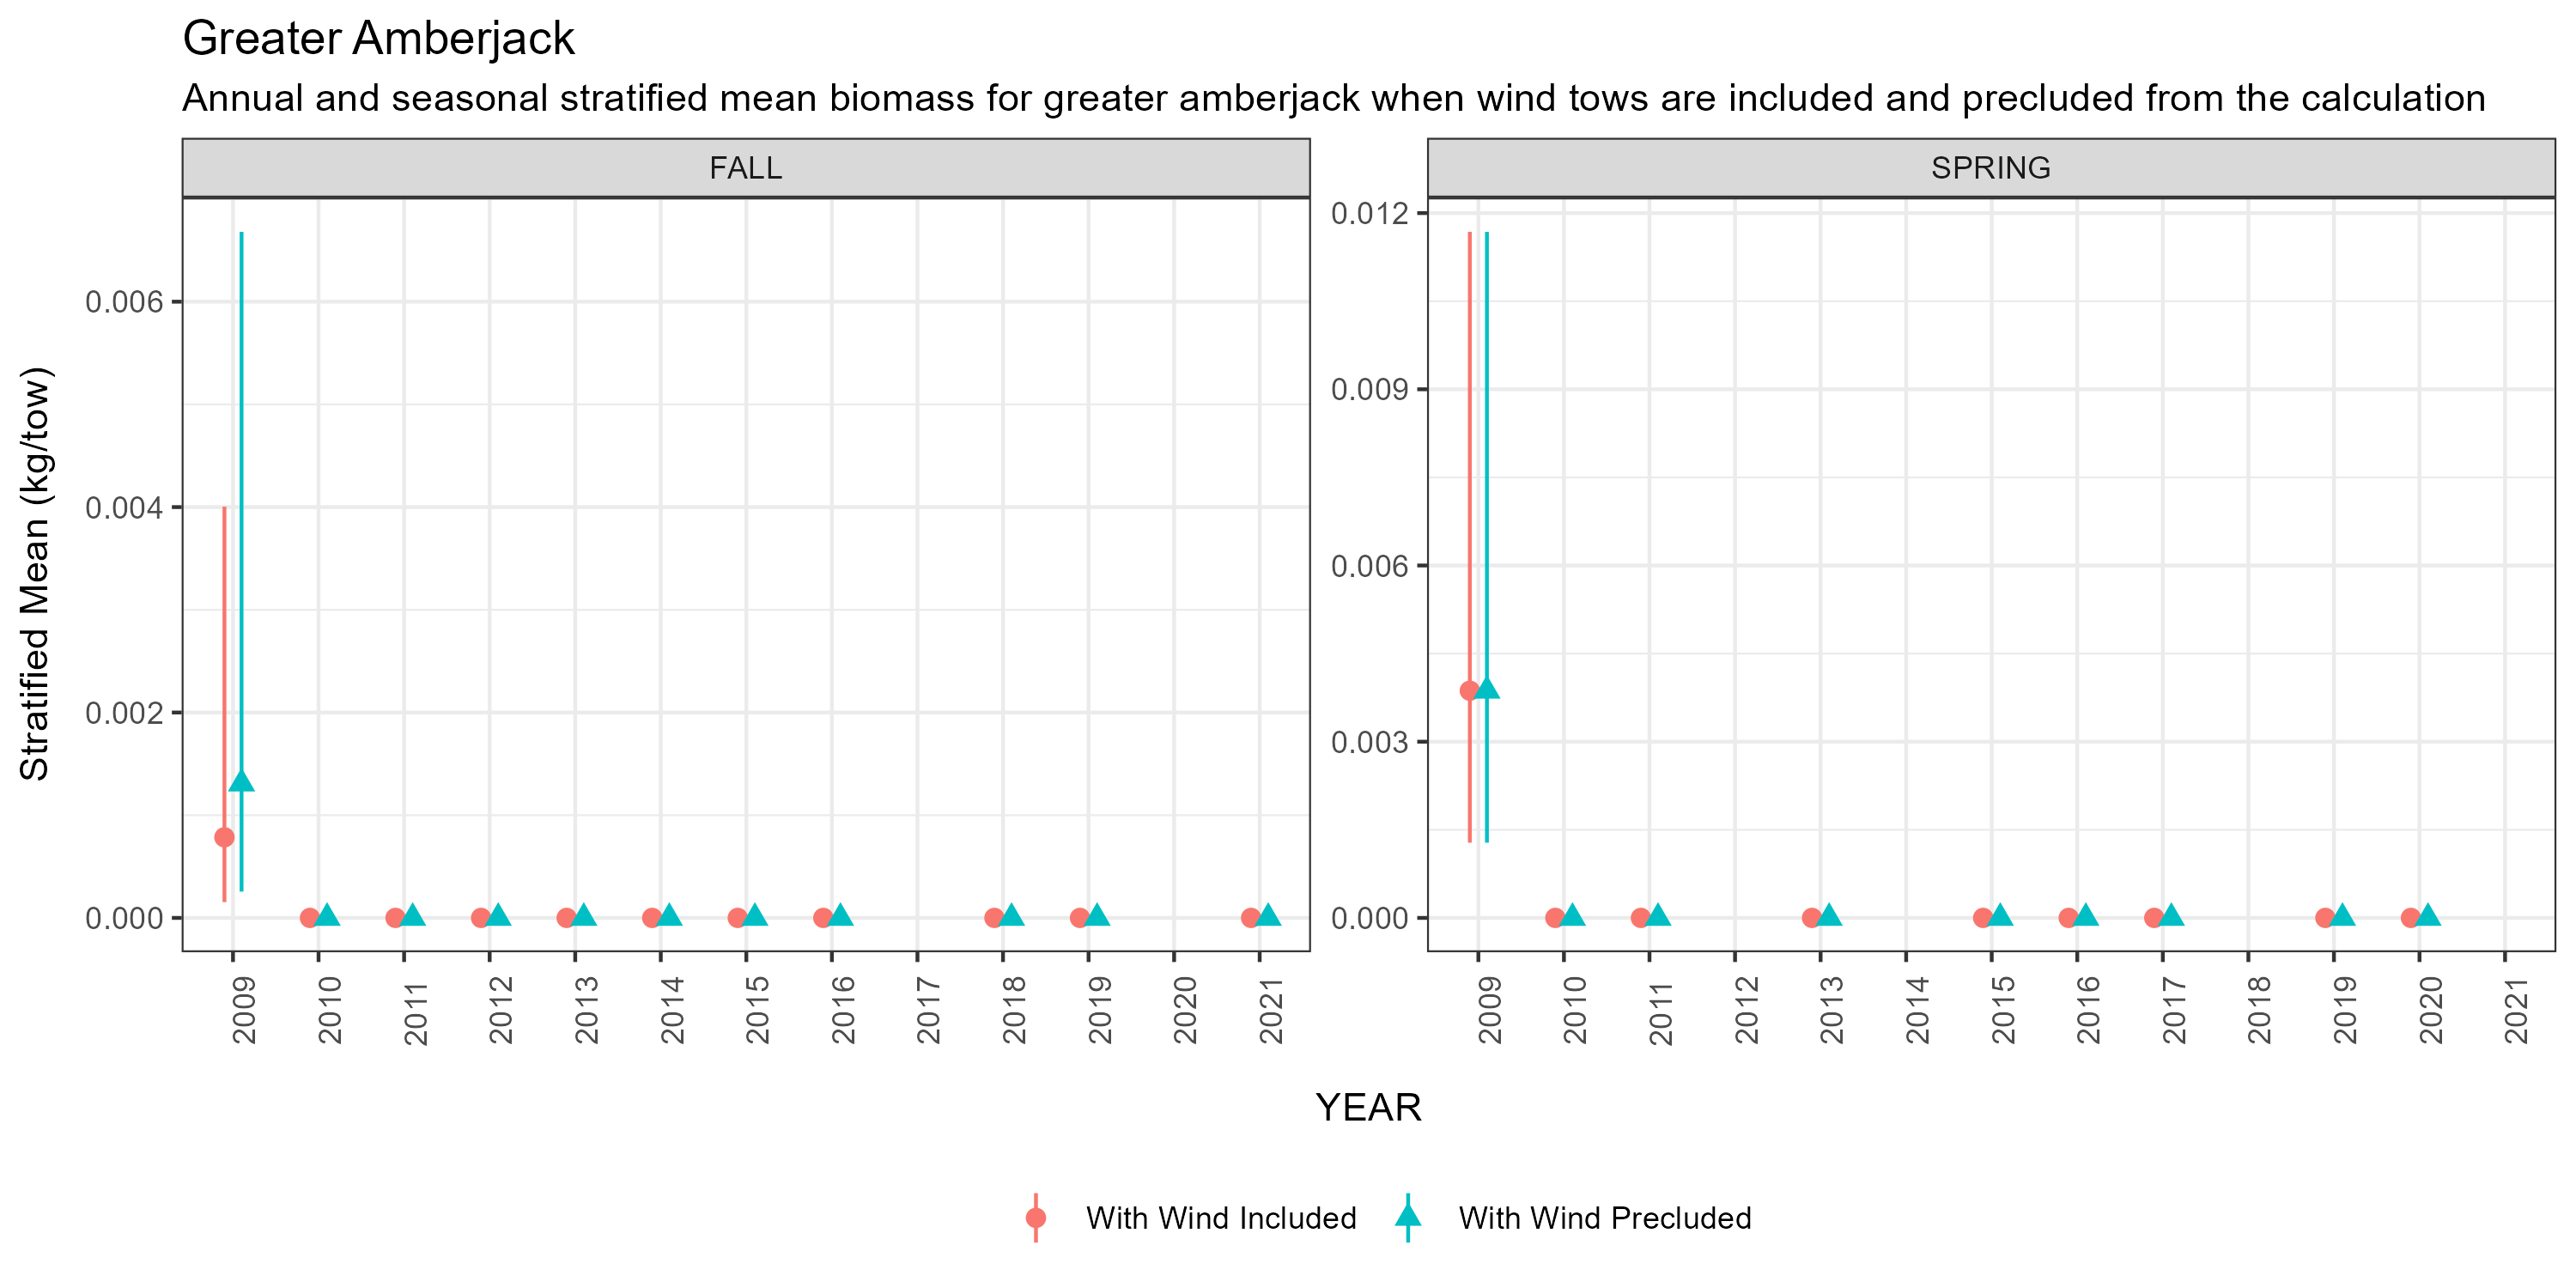 Greater Amberjack
Annual and seasonal stratified mean biomass for greater amberjack when wind tows are included and precluded from the calculation
FALL
SPRING
Stratified Mean (kg/tow)
0.006
0.004
0.002
0.000
0.012
0.009
0.006
0.003
0.000
2009 2010 2011 2012 2013 2014 2015 2016 2017 2018 2019 2020 2021
2009 2010 2011 2012 2013 2014 2015 2016 2017 2018 2019 2020 2021
YEAR
With Wind Included
With Wind Precluded